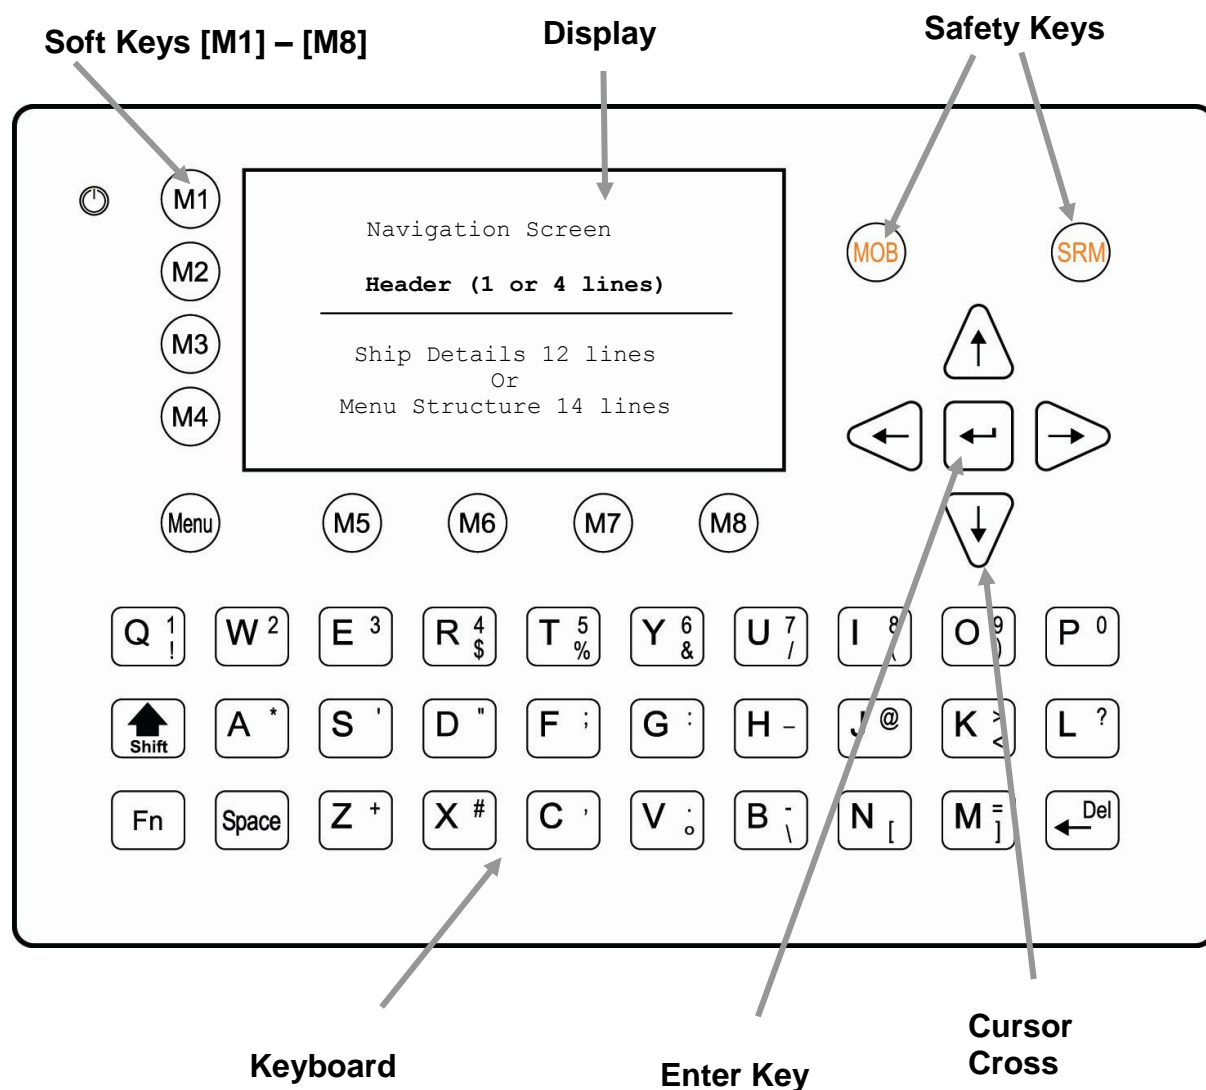 Soft Keys [M1] – [M8]
Display
Safety Keys
M1
M2
M3
M4
Navigation Screen
Header (1 or 4 lines)
Ship Details 12 lines
Or
Menu Structure 14 lines
MOB
SRM
Menu
M5
M6
M7
M8
Q 1 !
W 2
E 3
R 4 $
T 5 %
Y 6 &
U 7 /
I 8 (
O 9 )
P 0
Shift
A *
S '
D "
F ;
G :
H _
J @
K > <
L ?
Fn
Space
Z +
X #
C ,
V . º
B - \
N [
M = ]
Del
Keyboard
Enter Key
Cursor
Cross